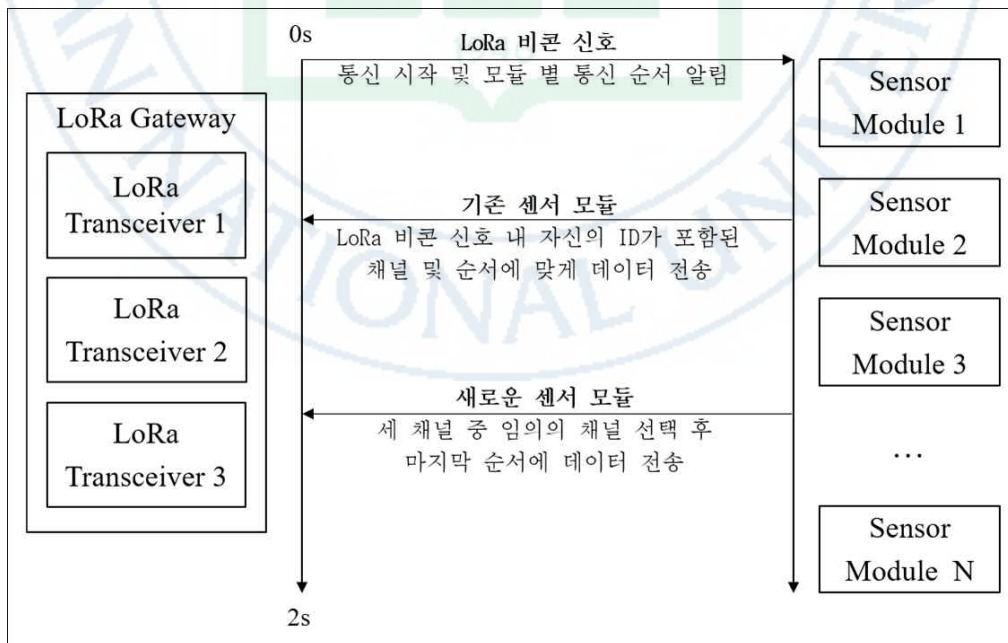 0s
LoRa 비콘 신호
통신 시작 및 모듈 별 통신 순서 알림
LoRa Gateway
LoRa
Transceiver 1
LoRa
Transceiver 2
LoRa
Transceiver 3
기존 센서 모듈
LoRa 비콘 신호 내 자신의 ID가 포함된
채널 및 순서에 맞게 데이터 전송
새로운 센서 모듈
세 채널 중 임의의 채널 선택 후
마지막 순서에 데이터 전송
2s
Sensor
Module 1
Sensor
Module 2
Sensor
Module 3
...
Sensor
Module N
NATIONAL UNIVER